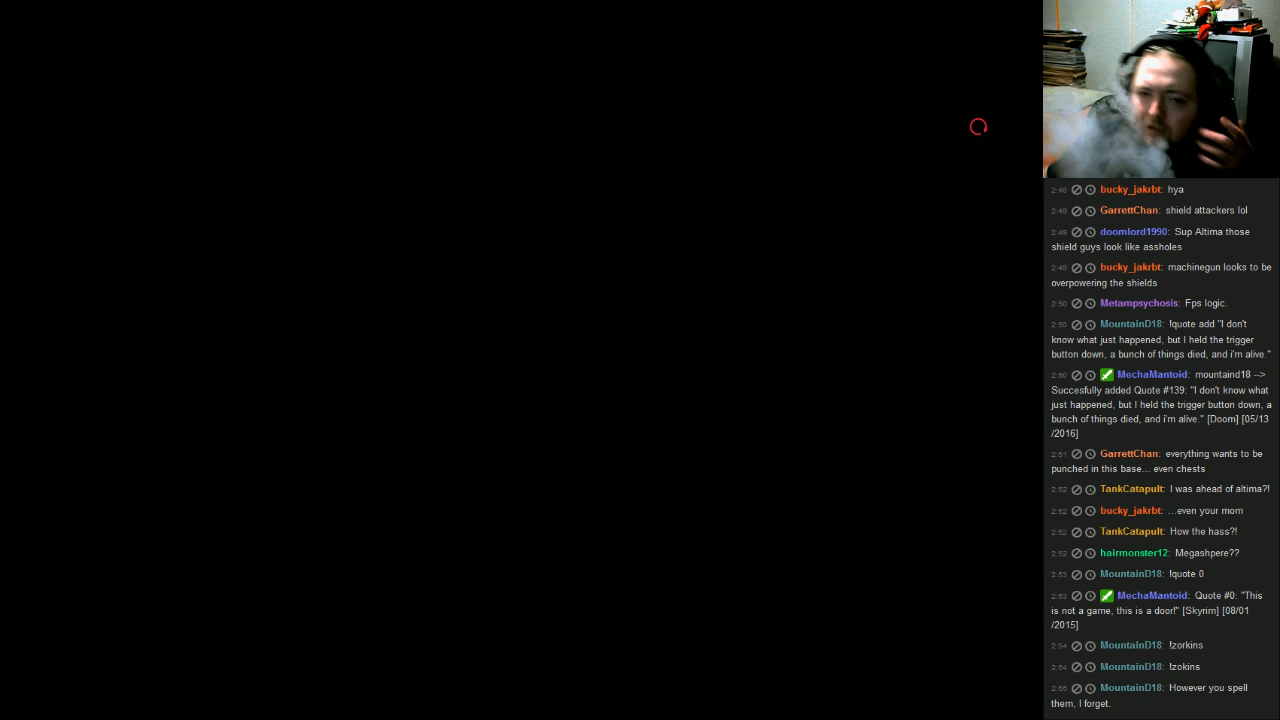 2:48 bucky_jakrbt: hya
2:49 GarrettChan: shield attackers lol
2:49 doomlord1990: Sup Altima those
shield guys look like assholes
2:49 bucky_jakrbt: machinegun looks to be
overpowering the shields
2:50 Metampsychosis: Fps logic.
2:50 MountainD18: !quote add "I don't
know what just happened, but I held the trigger
button down, a bunch of things died, and i'm alive."
2:50 MechaMantoid: mountaind18 -->
Succesfully added Quote #139: "I don't know what
just happened, but I held the trigger button down, a
bunch of things died, and i'm alive." [Doom] [05/13
/2016]
2:51 GarrettChan: everything wants to be
punched in this base... even chests
2:52 TankCatapult: I was ahead of altima?!
2:52 bucky_jakrbt: ...even your mom
2:52 TankCatapult: How the hass?!
2:52 hairmonster12: Megashpere??
2:53 MountainD18: !quote 0
2:53 MechaMantoid: Quote #0: "This
is not a game, this is a door!" [Skyrim] [08/01
/2015]
2:54 MountainD18: !zorkins
2:54 MountainD18: !zokins
2:55 MountainD18: However you spell
them, I forget.